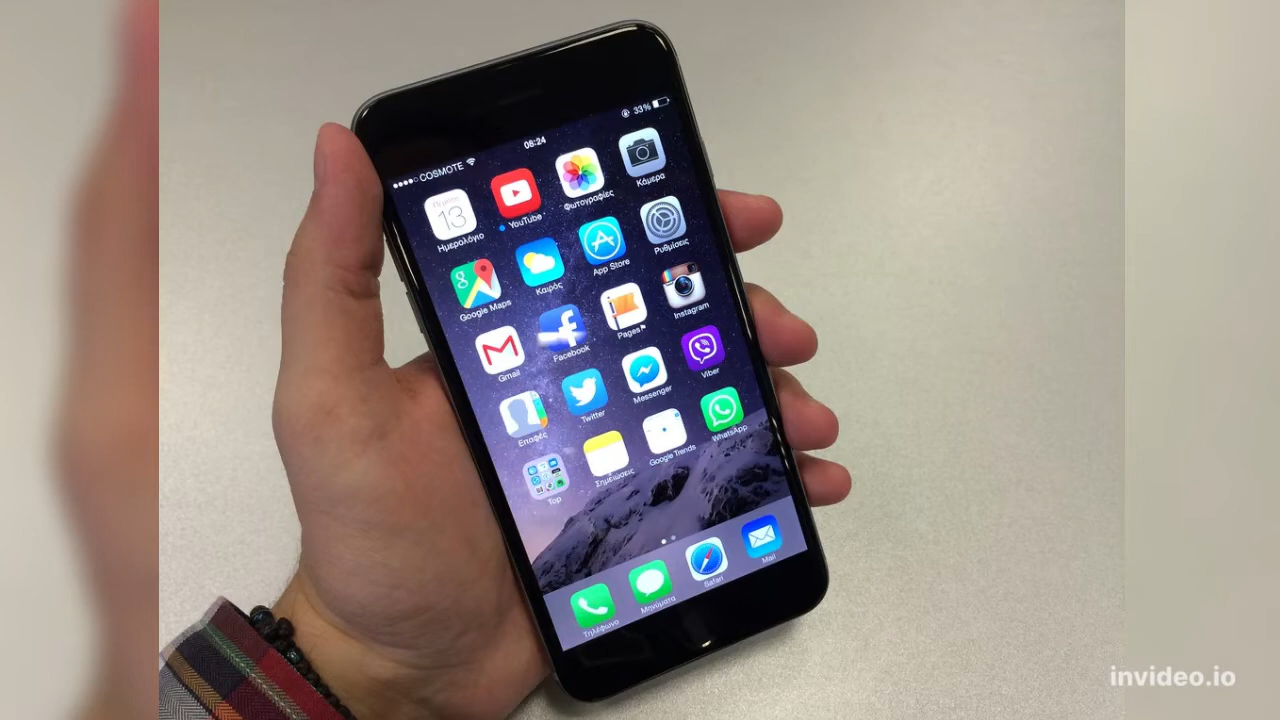 ●●●●○ COSMOTE
08:24
33%
13
Ημερολόγιο
YouTube
Φωτογραφίες
Κάμερα
Google Maps
Καιρός
App Store
Ρυθμίσεις
Gmail
Facebook
Pages
Instagram
Επαφές
Twitter
Messenger
Viber
Top
Σημειώσεις
Google Trends
WhatsApp
Τηλέφωνο
Μηνύματα
Safari
Mail
invideo.io